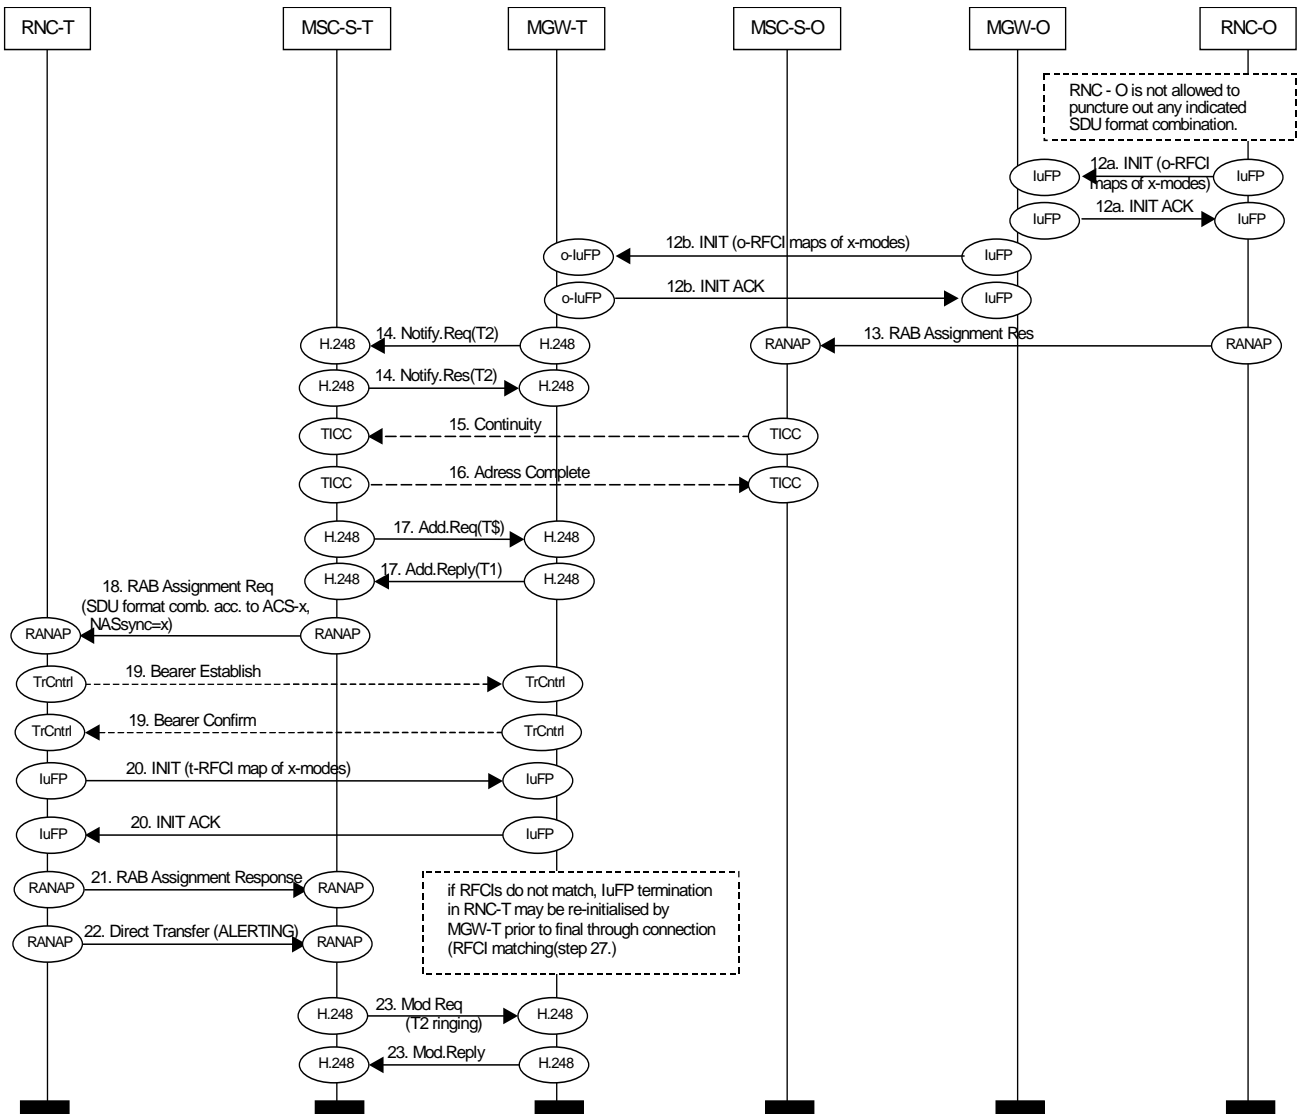 RNC-T
MSC-S-T
MGW-T
MSC-S-O
MGW-O
RNC-O
RNC - O is not allowed to
puncture out any indicated
SDU format combination.
IuFP
12a. INIT (o-RFCI
maps of x-modes)
IuFP
IuFP
12a. INIT ACK
IuFP
o-IuFP
12b. INIT (o-RFCI maps of x-modes)
IuFP
o-IuFP
12b. INIT ACK
IuFP
H.248
14. Notify.Req(T2)
H.248
RANAP
13. RAB Assignment Res
RANAP
H.248
14. Notify.Res(T2)
H.248
TICC
15. Continuity
TICC
TICC
16. Adress Complete
TICC
H.248
17. Add.Req(T$)
H.248
H.248
17. Add.Reply(T1)
H.248
18. RAB Assignment Req
(SDU format comb. acc. to ACS-x,
NASsync=x)
RANAP
RANAP
TrCntrl
19. Bearer Establish
TrCntrl
TrCntrl
19. Bearer Confirm
TrCntrl
IuFP
20. INIT (t-RFCI map of x-modes)
IuFP
IuFP
20. INIT ACK
IuFP
RANAP
21. RAB Assignment Response
RANAP
if RFCIs do not match, IuFP termination
in RNC-T may be re-initialised by
MGW-T prior to final through connection
(RFCI matching(step 27.)
RANAP
22. Direct Transfer (ALERTING)
RANAP
H.248
23. Mod Req
(T2 ringing)
H.248
H.248
23. Mod.Reply
H.248